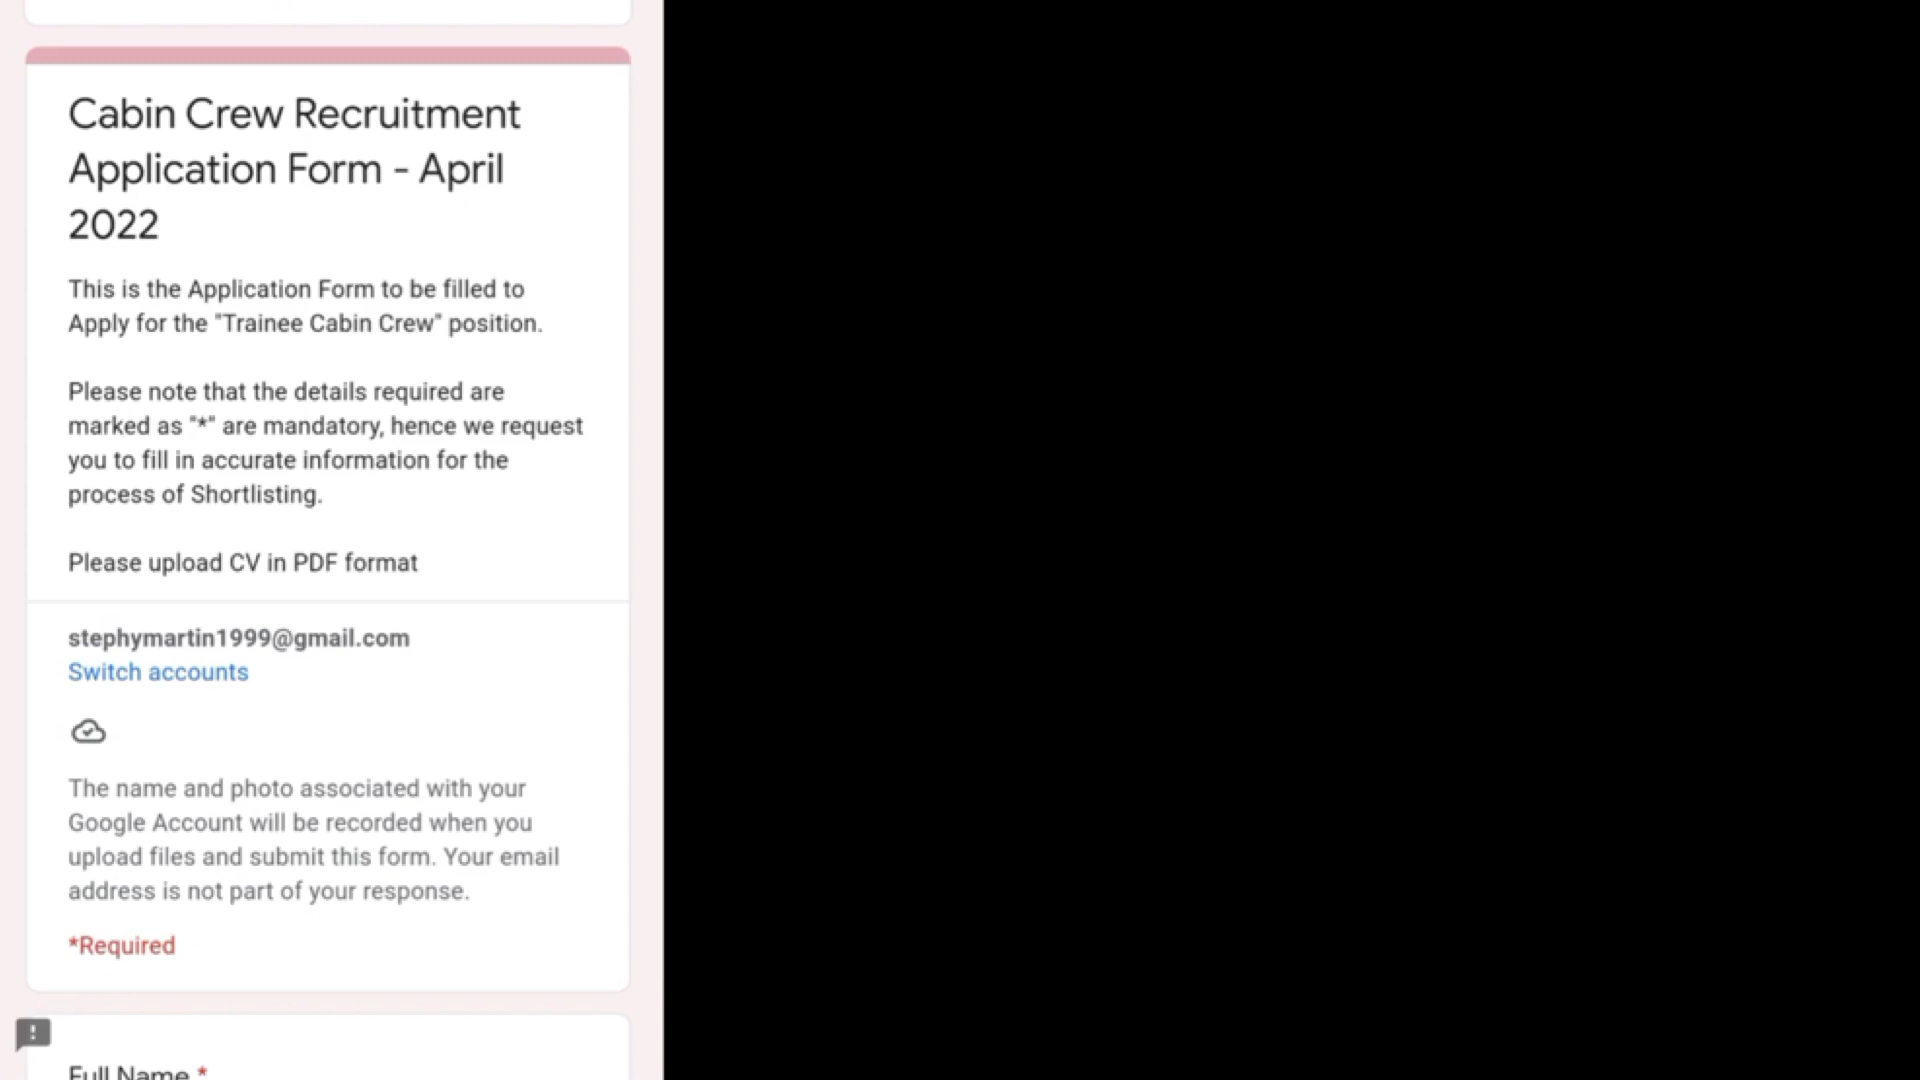 Cabin Crew Recruitment
Application Form - April
2022
This is the Application Form to be filled to
Apply for the "Trainee Cabin Crew" position.
Please note that the details required are
marked as "*" are mandatory, hence we request
you to fill in accurate information for the
process of Shortlisting.
Please upload CV in PDF format
stephymartin1999@gmail.com
Switch accounts
The name and photo associated with your
Google Account will be recorded when you
upload files and submit this form. Your email
address is not part of your response.
*Required
Full Name *